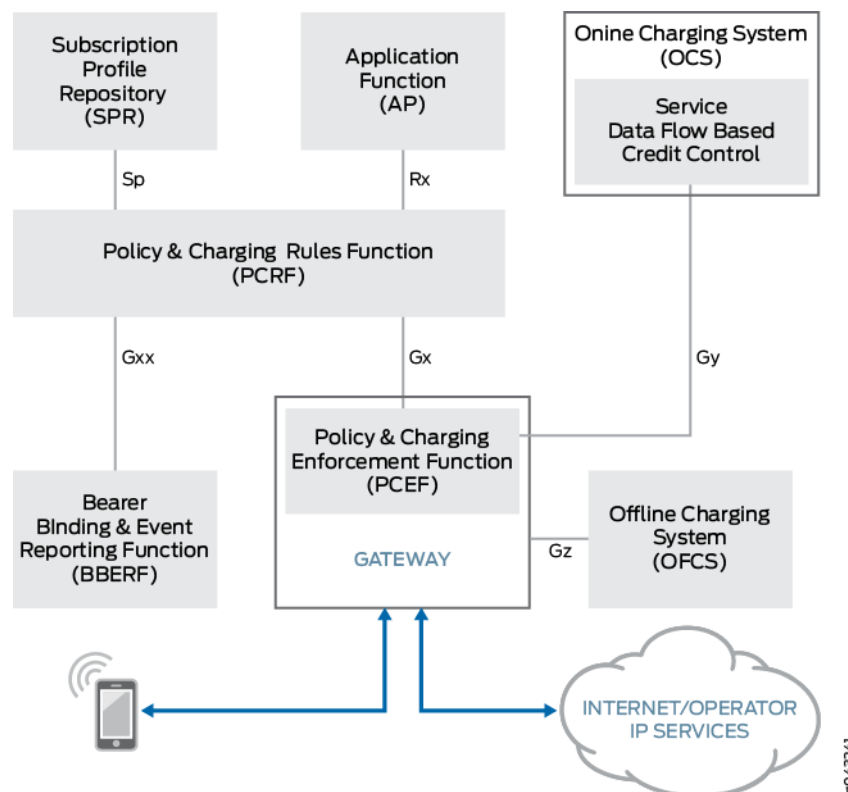 Subscription
Profile
Repository
(SPR)
Application
Function
(AP)
Onine Charging System
(OCS)
Service
Data Flow Based
Credit Control
Sp
Rx
Policy & Charging Rules Function
(PCRF)
Gxx
Gx
Gy
Policy & Charging
Enforcement Function
(PCEF)
GATEWAY
Bearer
BInding & Event
Reporting Function
(BBERF)
Gz
Offline Charging
System
(OFCS)
INTERNET/OPERATOR
IP SERVICES